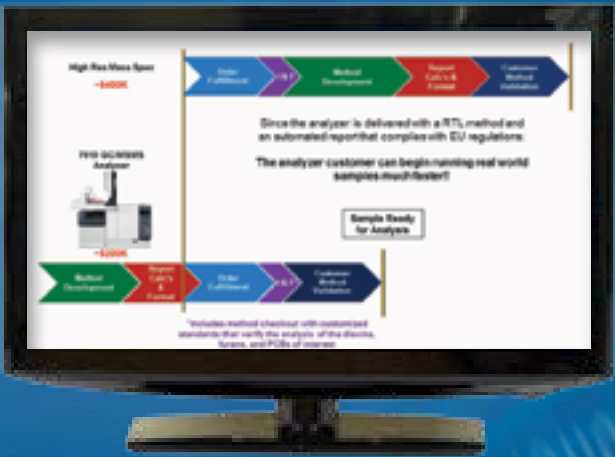 High Res Mass Spec
~$400K
Order
Fulfillment
I & F
Method
Development
Report
Calc's &
Format
Customer
Method
Validation
Since the analyzer is delivered with a RTL method and
an automated report that complies with EU regulations:
The analyzer customer can begin running real world
samples much faster!!
7010 GC/MS/MS
Analyzer
Sample Ready
for Analysis
~$200K
Method
Development
Report
Calc's
&
Format
Order
Fulfillment
Customer
Method
Validation
*Includes method checkout with customized
standards that verify the analysis of the dioxins,
furans, and PCBs of interest